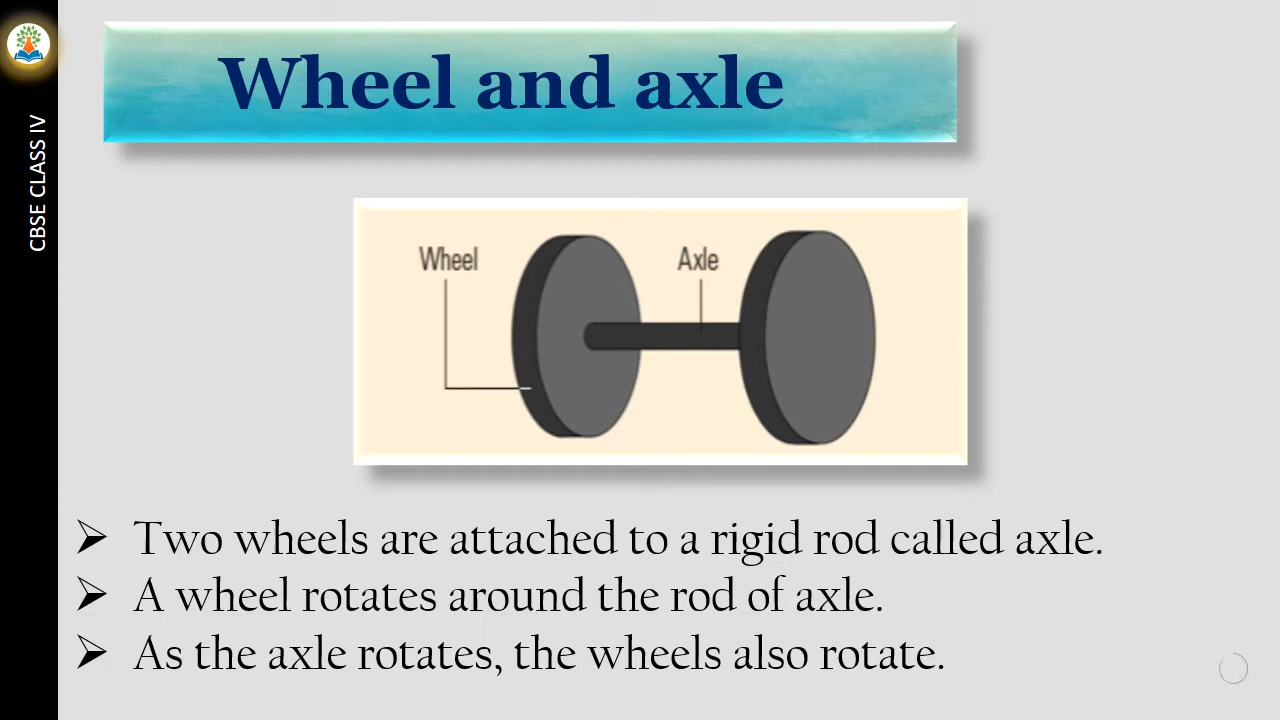 CBSE CLASS IV
Wheel and axle
Wheel
Axle
➢ Two wheels are attached to a rigid rod called axle.
➢ A wheel rotates around the rod of axle.
➢ As the axle rotates, the wheels also rotate.